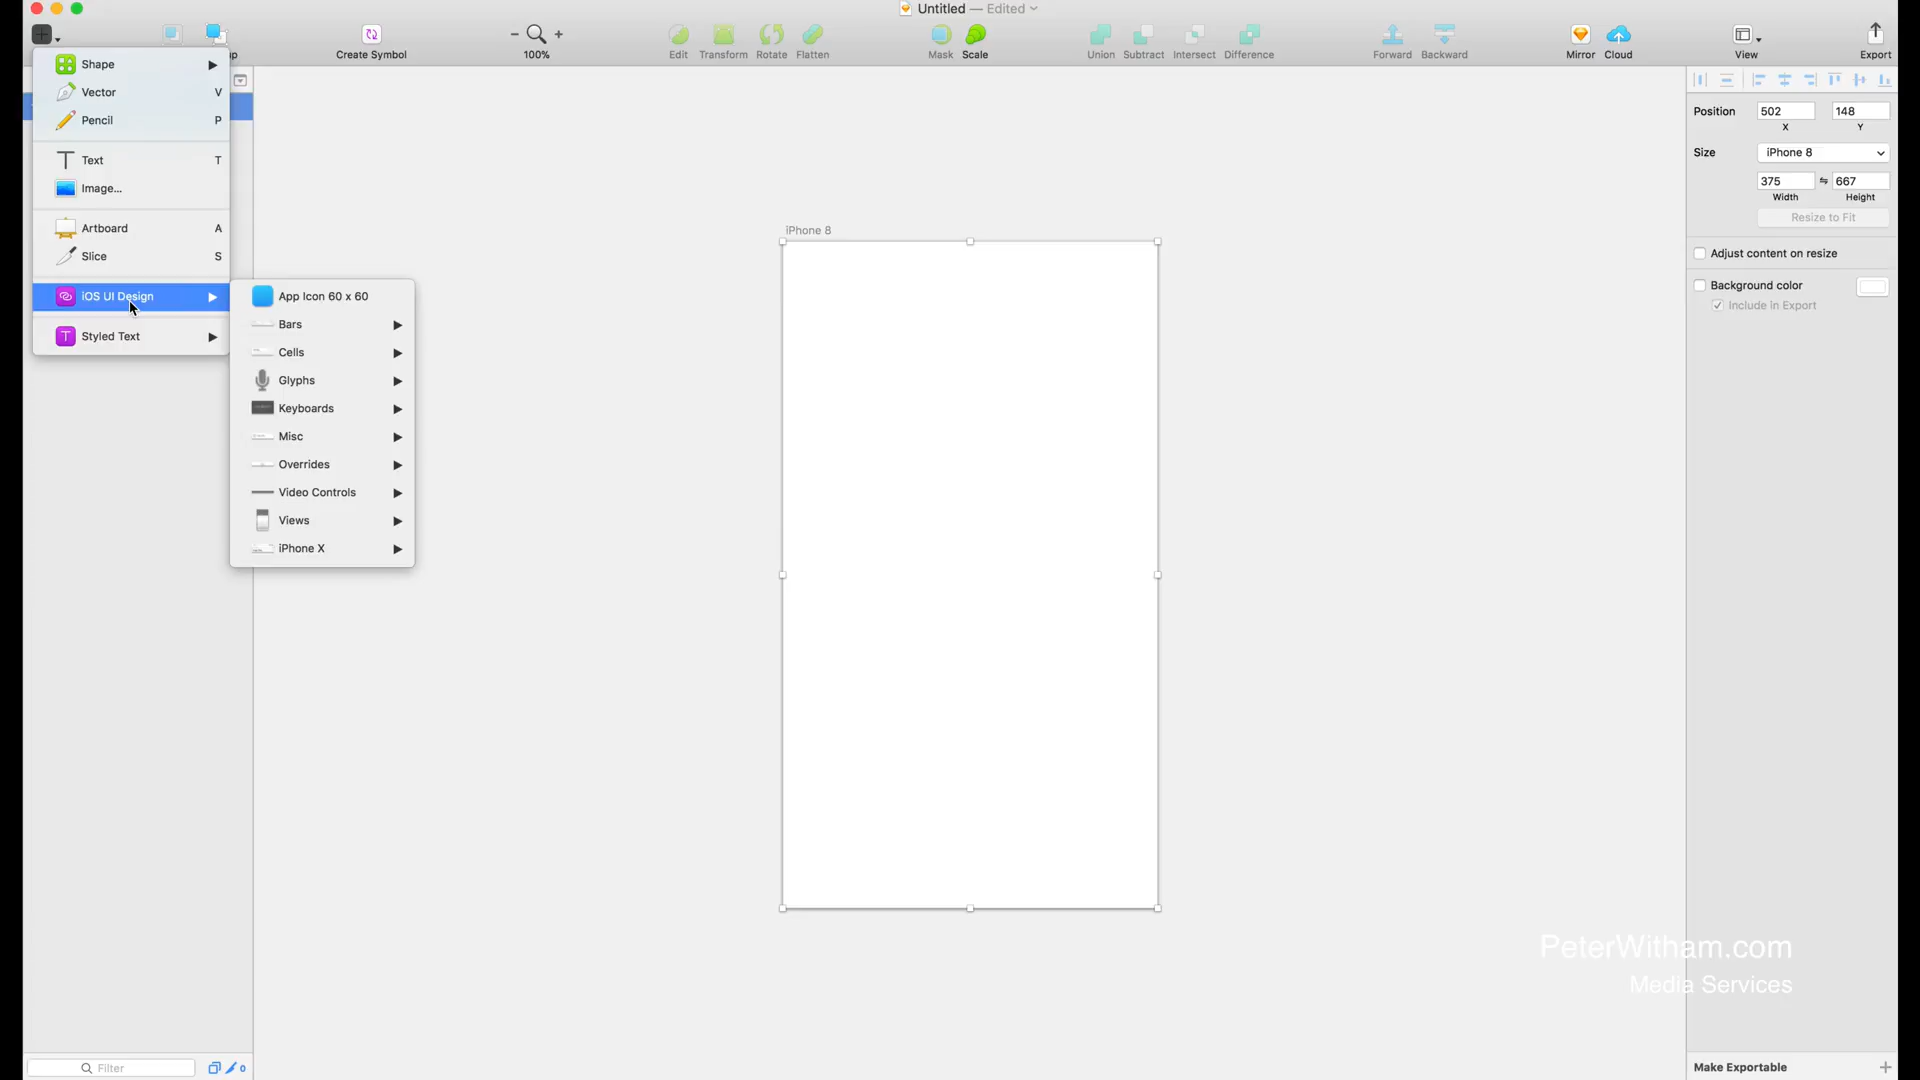 Untitled — Edited
Create Symbol
100%
Edit
Transform
Rotate
Flatten
Mask
Scale
Union
Subtract
Intersect
Difference
Forward
Backward
Mirror
Cloud
View
Export
Shape
Vector V
Pencil P
Text T
Image...
Artboard A
Slice S
iOS UI Design
Styled Text
App Icon 60 x 60
Bars
Cells
Glyphs
Keyboards
Misc
Overrides
Video Controls
Views
iPhone X
iPhone 8
Position 502 148
X Y
Size iPhone 8
375 667
Width Height
Resize to Fit
Adjust content on resize
Background color
Include in Export
PeterWitham.com
Media Services
Filter
0
Make Exportable